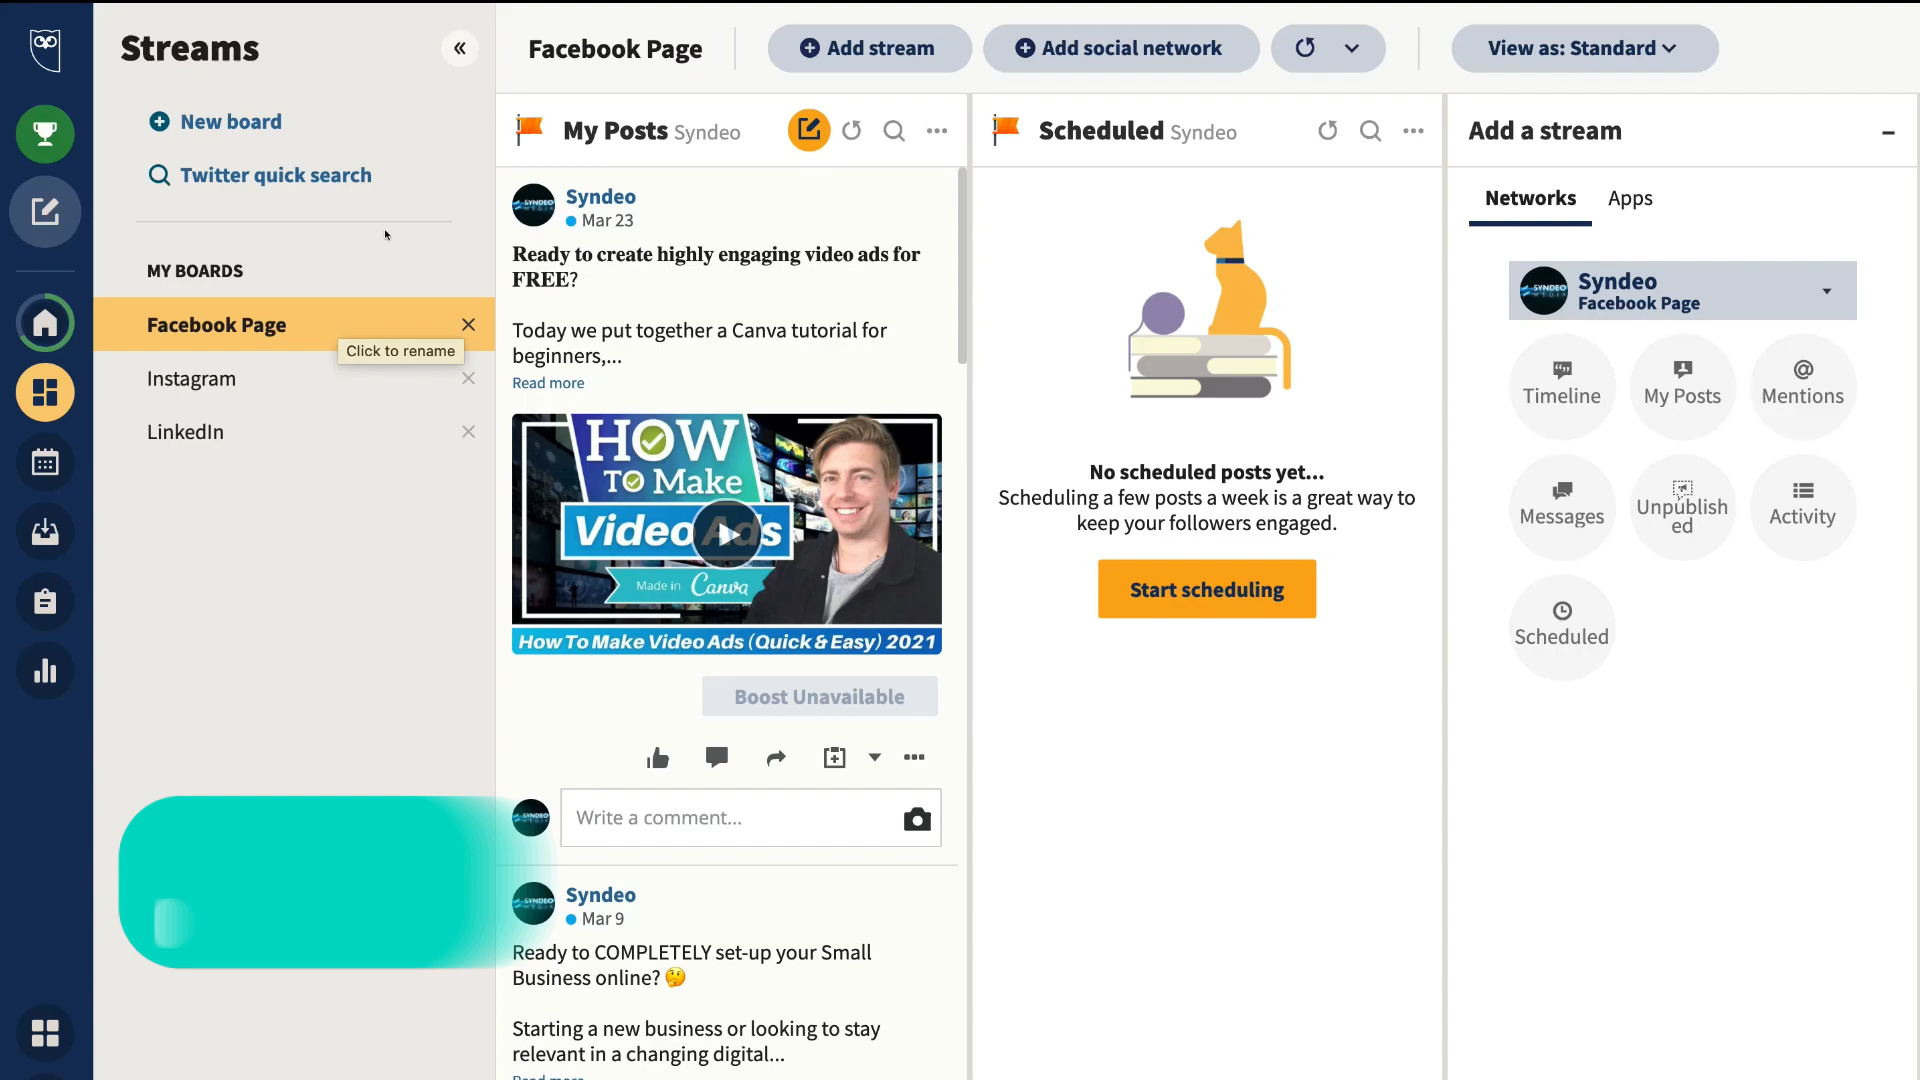 Streams
«
New board
Twitter quick search
MY BOARDS
Facebook Page
Click to rename
Instagram
LinkedIn
Facebook Page
Add stream
Add social network
View as: Standard
My Posts Syndeo
Syndeo
Mar 23
Ready to create highly engaging video ads for
FREE?
Today we put together a Canva tutorial for
beginners,...
Read more
HOW
TO Make
Video Ads
Made in Canva
How To Make Video Ads (Quick & Easy) 2021
Boost Unavailable
Write a comment...
Syndeo
Mar 9
Ready to COMPLETELY set-up your Small
Business online? 🤔
Starting a new business or looking to stay
relevant in a changing digital...
Read more
Scheduled Syndeo
No scheduled posts yet...
Scheduling a few posts a week is a great way to
keep your followers engaged.
Start scheduling
Add a stream
Networks
Apps
Syndeo
Facebook Page
Timeline
My Posts
Mentions
Messages
Unpublish
ed
Activity
Scheduled